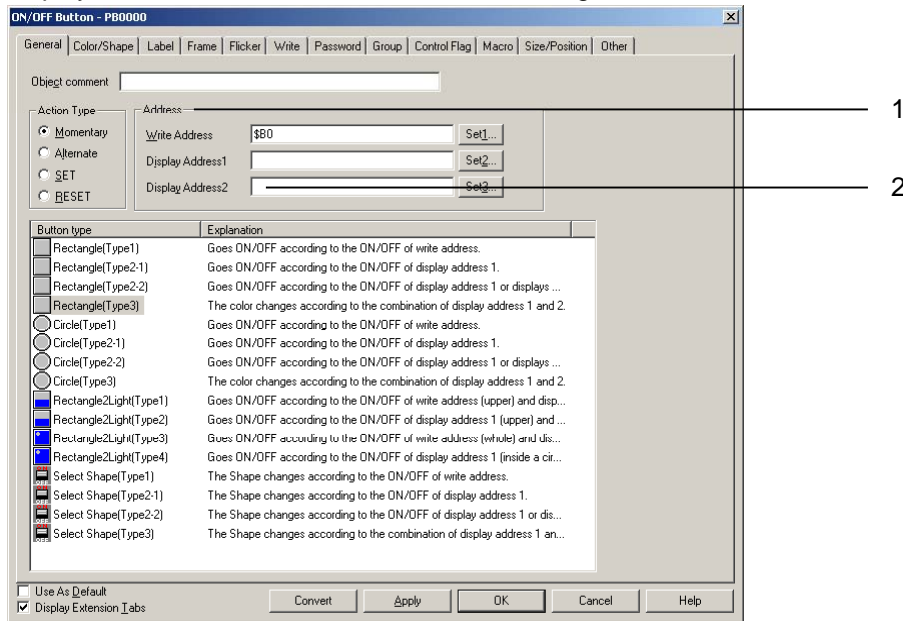 ON/OFF Button - PB0000
General Color/Shape Label Frame Flicker Write Password Group Control Flag Macro Size/Position Other
Object comment
Action Type Address 1
Momentary Write Address $B0 Set1...
Alternate Display Address1 Set2...
SET Display Address2 Set3... 2
RESET
Button type Explanation
Rectangle(Type1) Goes ON/OFF according to the ON/OFF of write address.
Rectangle(Type2-1) Goes ON/OFF according to the ON/OFF of display address 1.
Rectangle(Type2-2) Goes ON/OFF according to the ON/OFF of display address 1 or displays ...
Rectangle(Type3) The color changes according to the combination of display address 1 and 2.
Circle(Type1) Goes ON/OFF according to the ON/OFF of write address.
Circle(Type2-1) Goes ON/OFF according to the ON/OFF of display address 1.
Circle(Type2-2) Goes ON/OFF according to the ON/OFF of display address 1 or displays ...
Circle(Type3) The color changes according to the combination of display address 1 and 2.
Rectangle2Light(Type1) Goes ON/OFF according to the ON/OFF of write address (upper) and disp...
Rectangle2Light(Type2) Goes ON/OFF according to the ON/OFF of display address 1 (upper) and ...
Rectangle2Light(Type3) Goes ON/OFF according to the ON/OFF of write address (whole) and dis...
Rectangle2Light(Type4) Goes ON/OFF according to the ON/OFF of display address 1 (inside a cir...
Select Shape(Type1) The Shape changes according to the ON/OFF of write address.
Select Shape(Type2-1) The Shape changes according to the ON/OFF of display address 1.
Select Shape(Type2-2) The Shape changes according to the ON/OFF of display address 1 or dis...
Select Shape(Type3) The Shape changes according to the combination of display address 1 an...
Use As Default
Display Extension Tabs Convert Apply OK Cancel Help